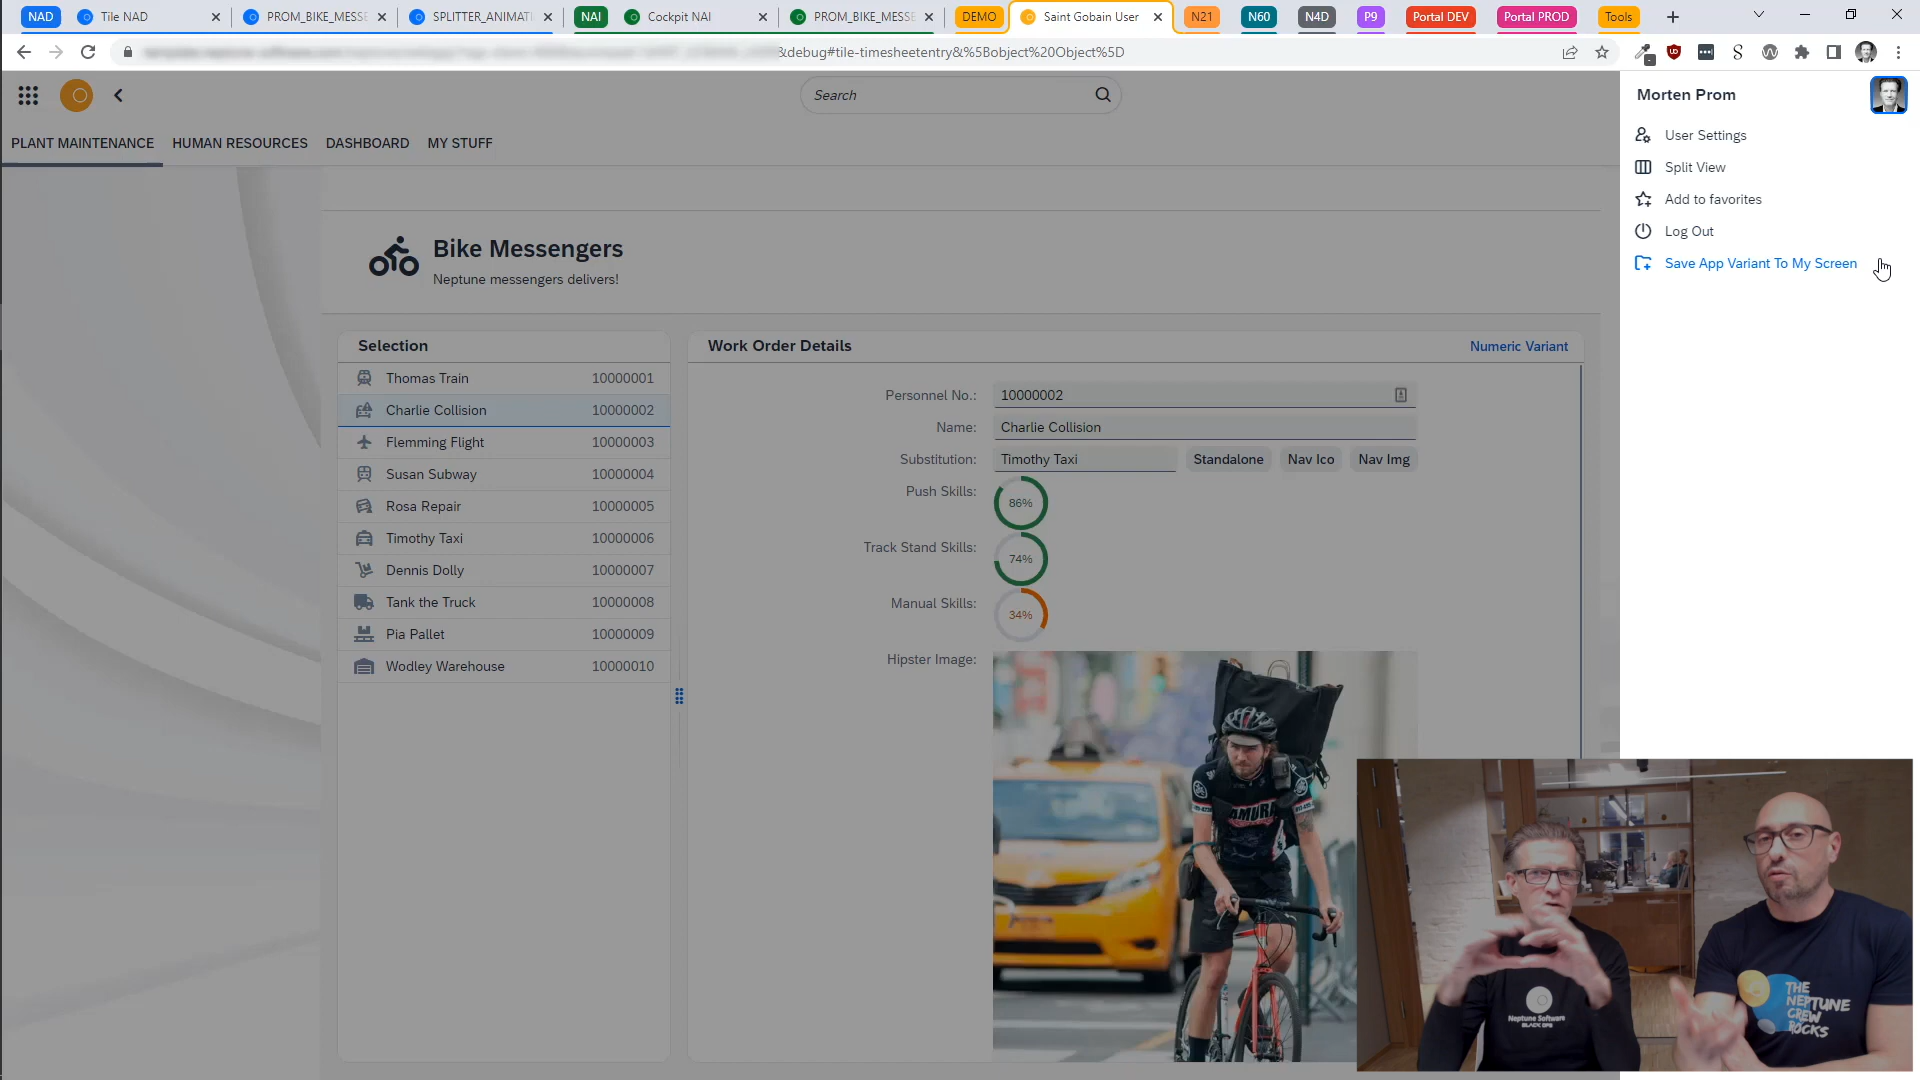 NAD
Tile NAD
PROM_BIKE_MESSE
SPLITTER_ANIMATI
NAI
Cockpit NAI
PROM_BIKE_MESSE
DEMO
Saint Gobain User
N21
N60
N4D
P9
Portal DEV
Portal PROD
Tools
&debug#tile-timesheetentry&%5Bobject%20Object%5D
Search
Morten Prom
User Settings
Split View
Add to favorites
Log Out
Save App Variant To My Screen
PLANT MAINTENANCE HUMAN RESOURCES DASHBOARD MY STUFF
Bike Messengers
Neptune messengers delivers!
Selection
Thomas Train 10000001
Charlie Collision 10000002
Flemming Flight 10000003
Susan Subway 10000004
Rosa Repair 10000005
Timothy Taxi 10000006
Dennis Dolly 10000007
Tank the Truck 10000008
Pia Pallet 10000009
Wodley Warehouse 10000010
Work Order Details Numeric Variant
Personnel No.: 10000002
Name: Charlie Collision
Substitution: Timothy Taxi Standalone Nav Ico Nav Img
Push Skills: 86%
Track Stand Skills: 74%
Manual Skills: 34%
Hipster Image:
Neptune Software
BLACK OPS
THE
NEPTUNE
CREW
ROCKS